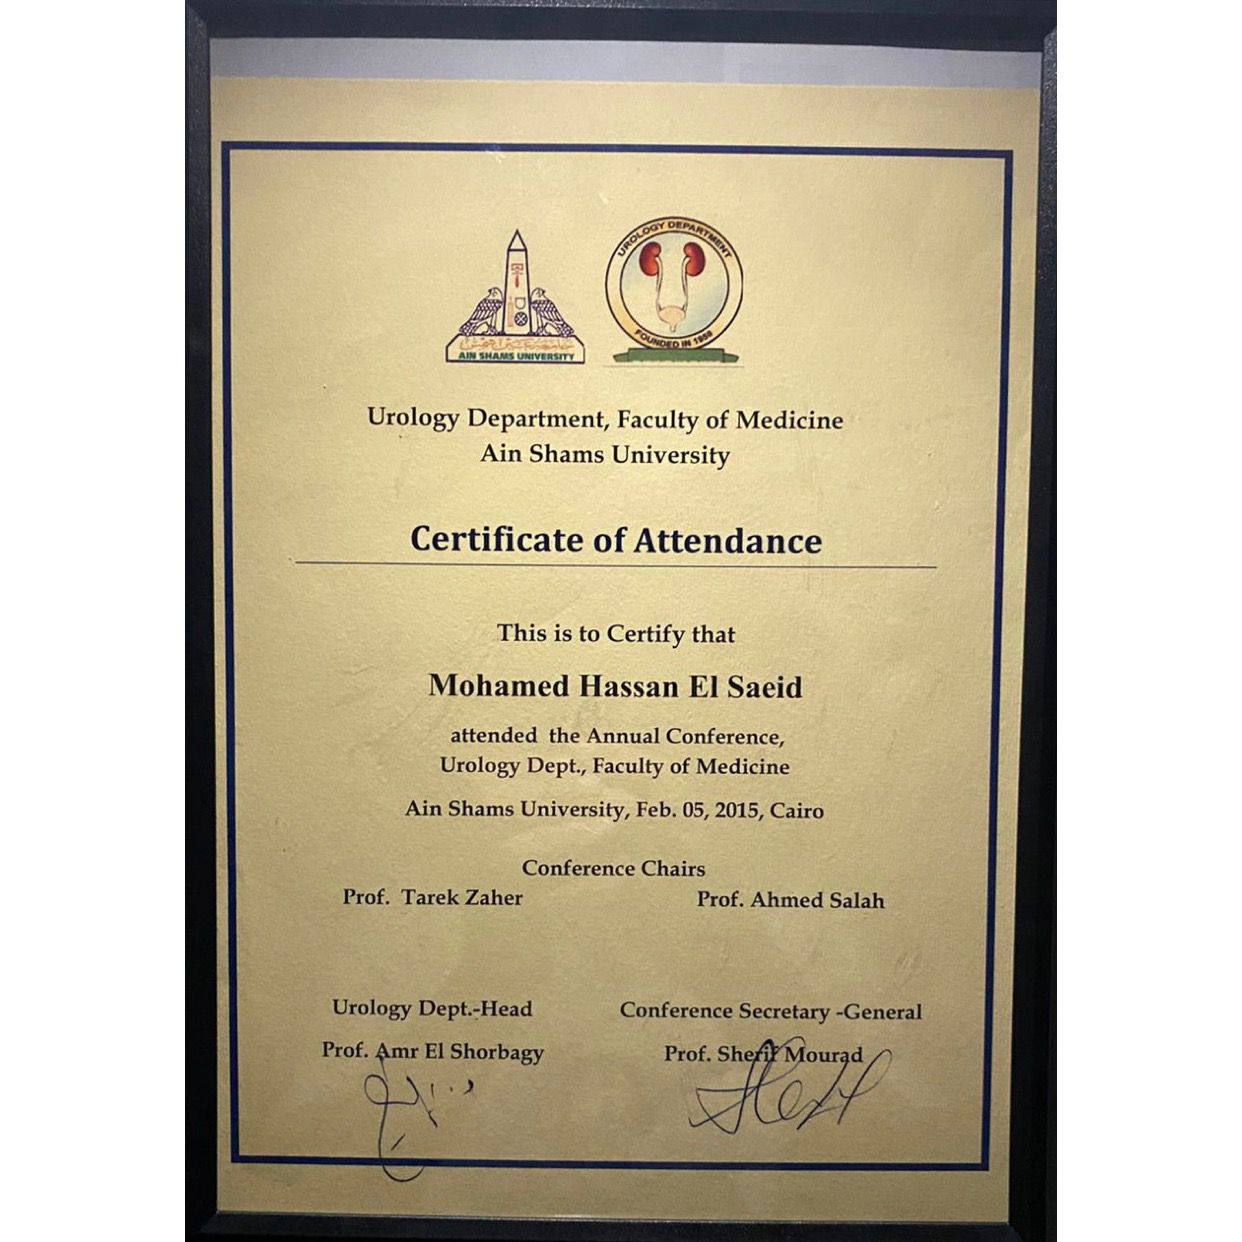 UROLOGY DEPARTMENT
FOUNDED IN 1959
AIN SHAMS UNIVERSITY
Urology Department, Faculty of Medicine
Ain Shams University
Certificate of Attendance
This is to Certify that
Mohamed Hassan El Saeid
attended the Annual Conference,
Urology Dept., Faculty of Medicine
Ain Shams University, Feb. 05, 2015, Cairo
Conference Chairs
Prof. Tarek Zaher Prof. Ahmed Salah
Urology Dept.-Head Conference Secretary -General
Prof. Amr El Shorbagy Prof. Sherif Mourad